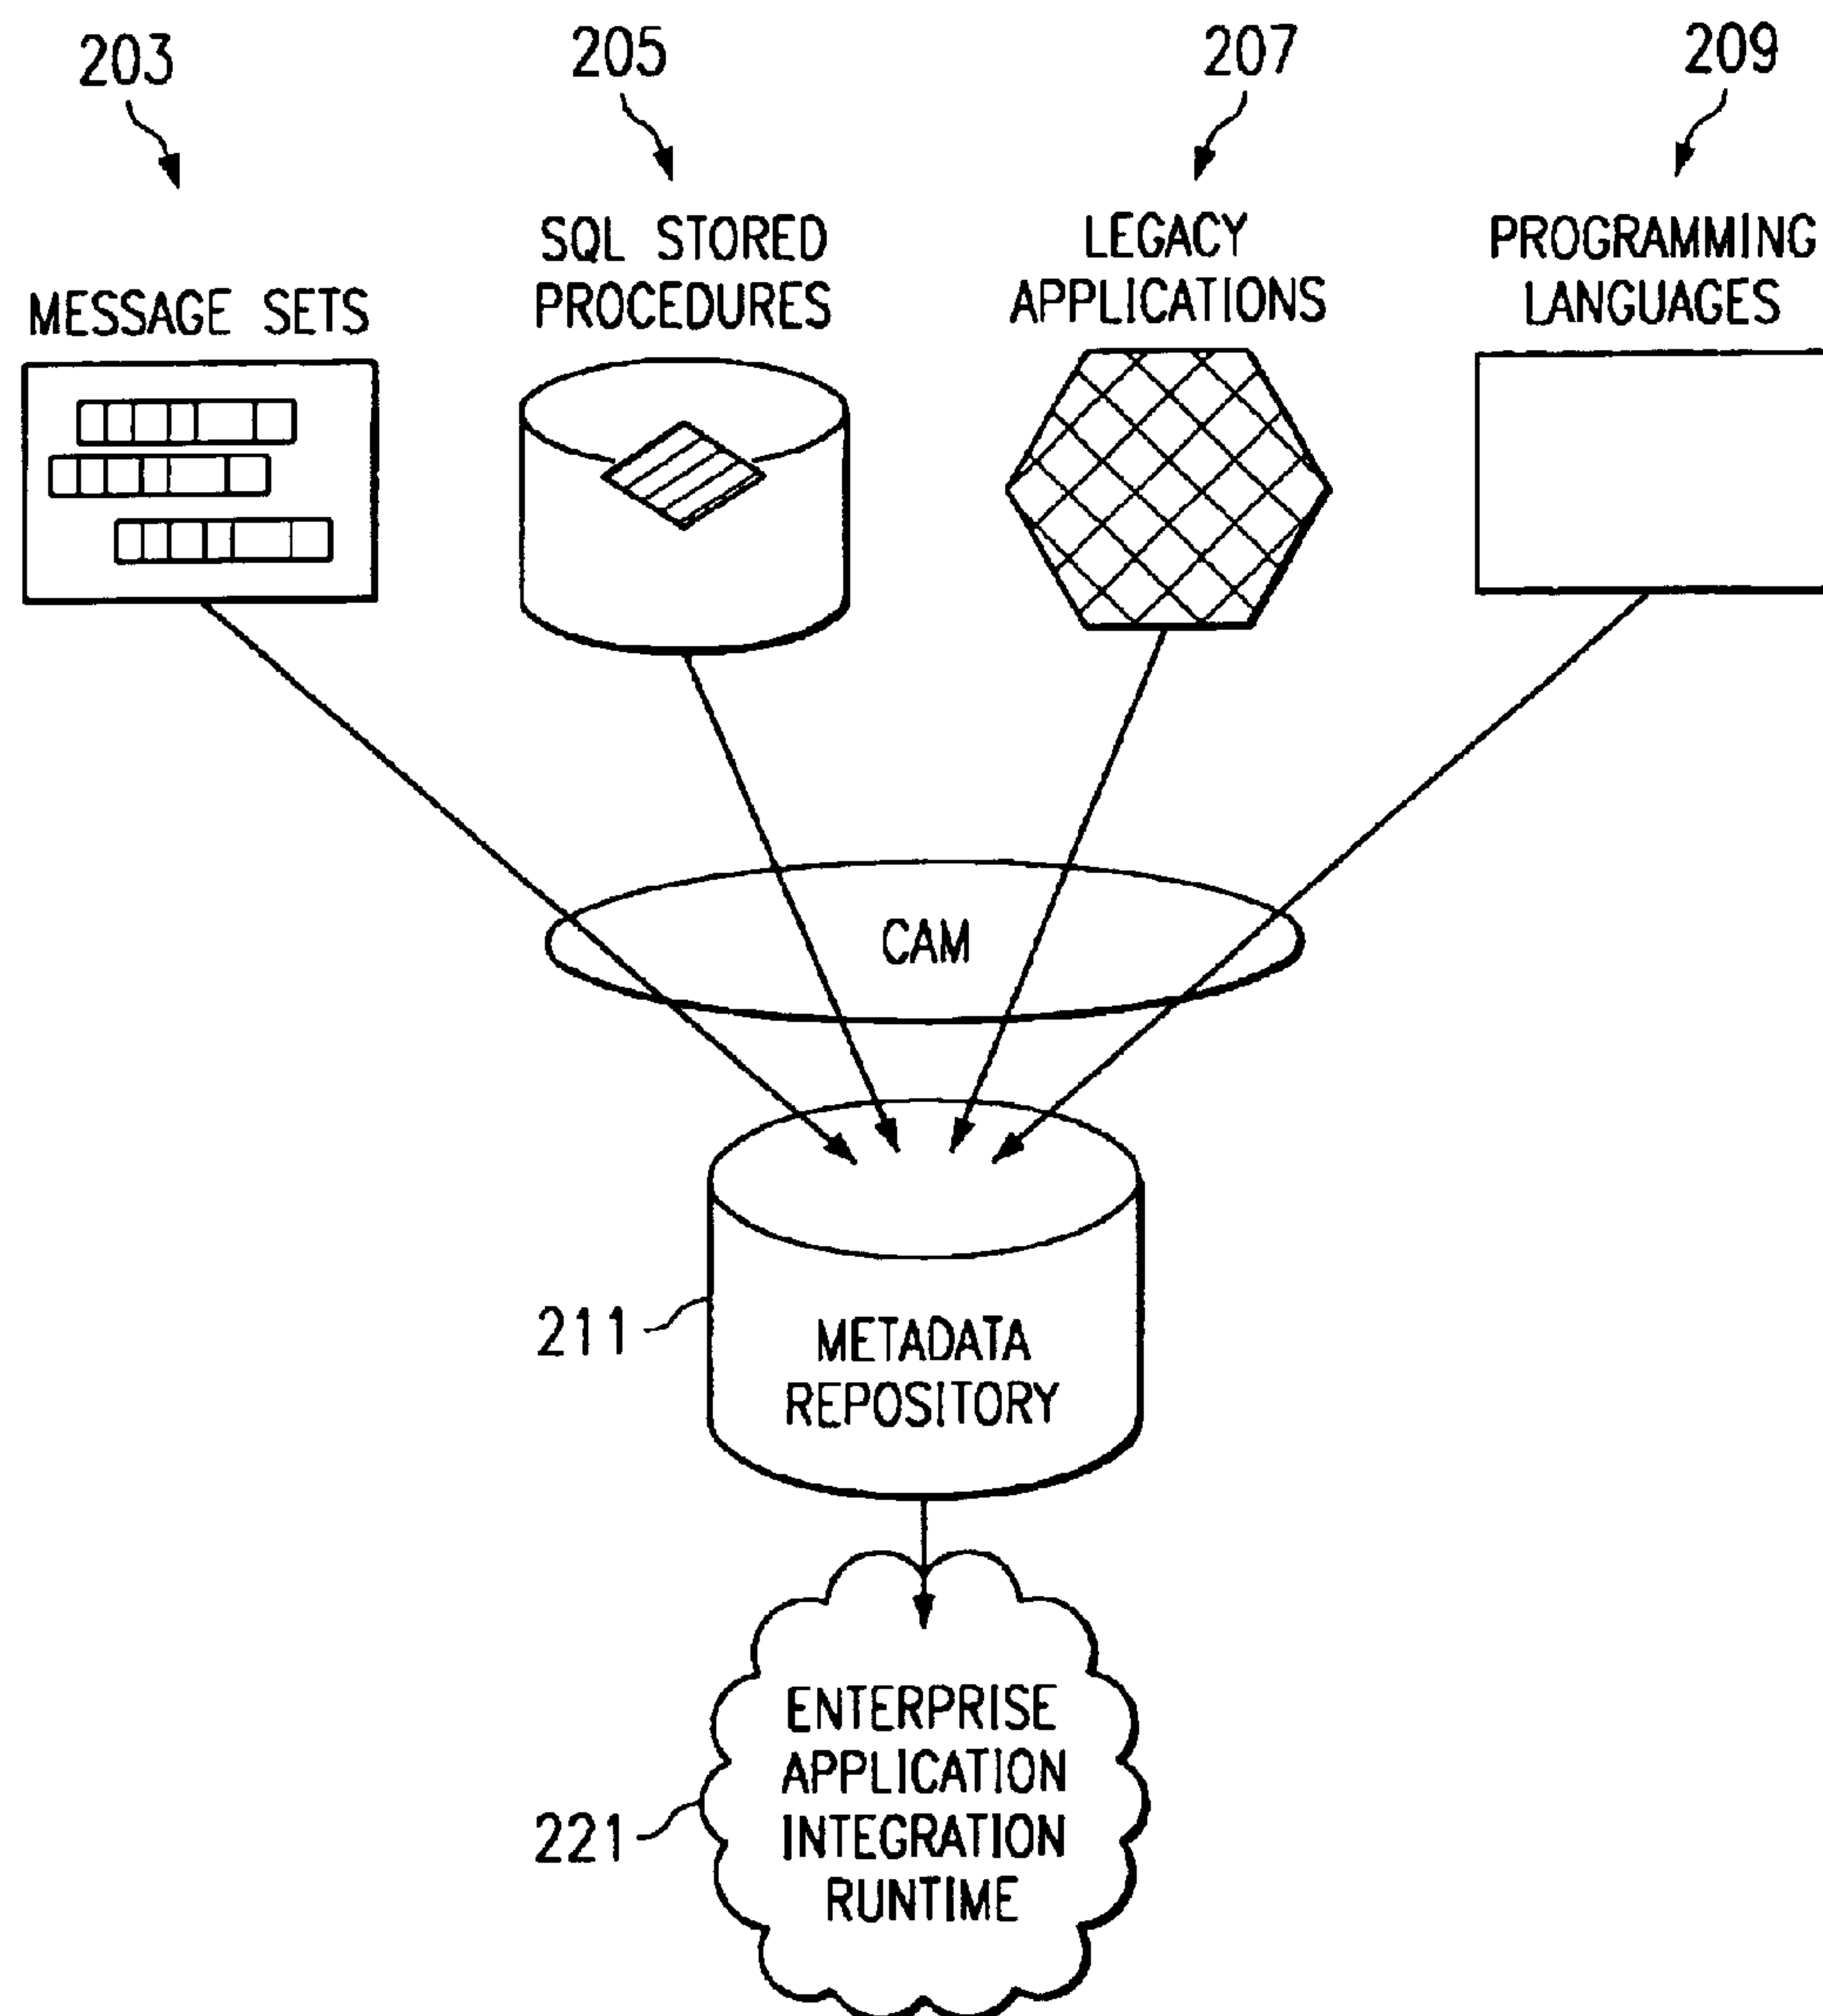 203
205
207
209
MESSAGE SETS
SQL STORED
PROCEDURES
LEGACY
APPLICATIONS
PROGRAMMING
LANGUAGES
CAM
211
METADATA
REPOSITORY
221
ENTERPRISE
APPLICATION
INTEGRATION
RUNTIME